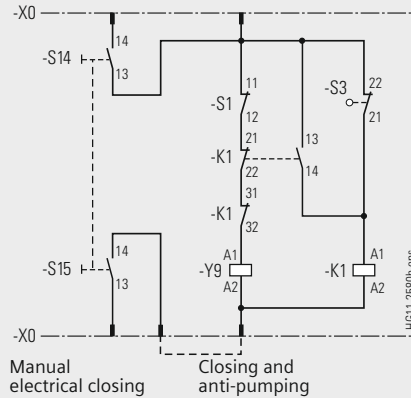 -X0
14
-S14
13
11
-S1
12
-S3
22
21
21
-K1
22
13
14
31
-K1
32
14
-S15
13
A1
-Y9
A2
A1
-K1
A2
-X0
Manual
electrical closing
Closing and
anti-pumping